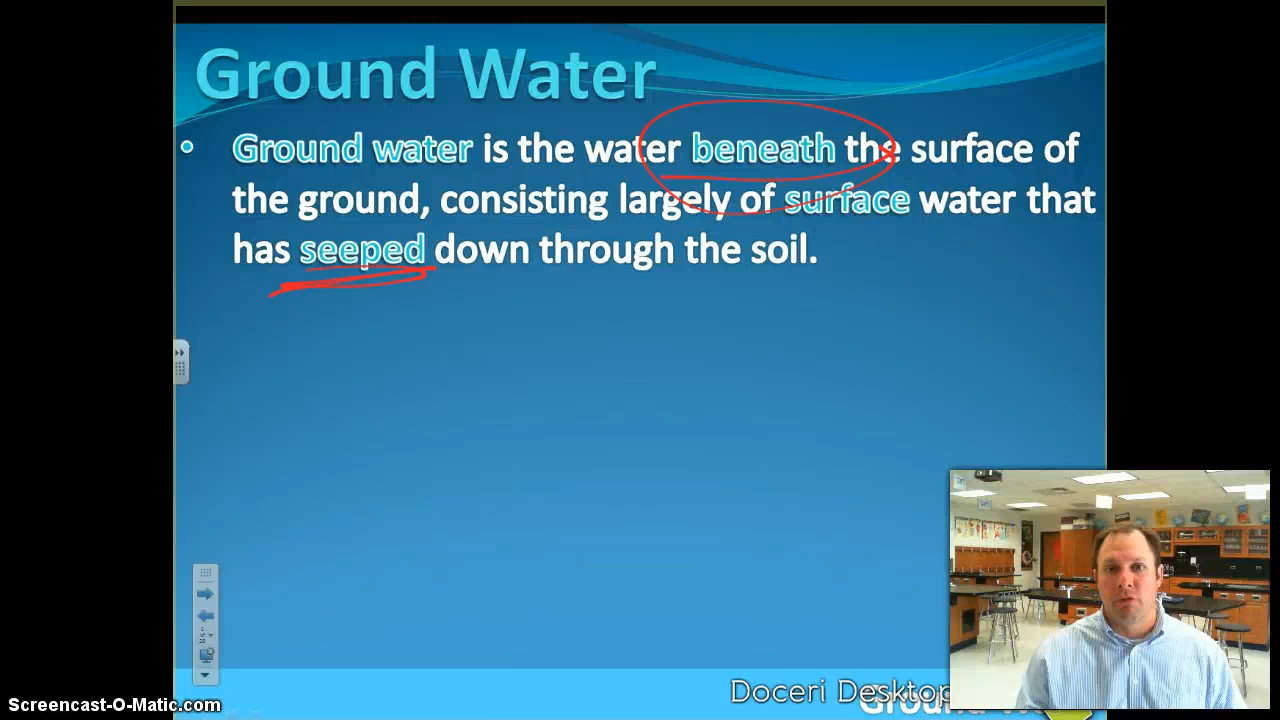 Ground Water
• Ground water is the water beneath the surface of
the ground, consisting largely of surface water that
has seeped down through the soil.
Doceri Desktop
Ground
Screencast-O-Matic.com